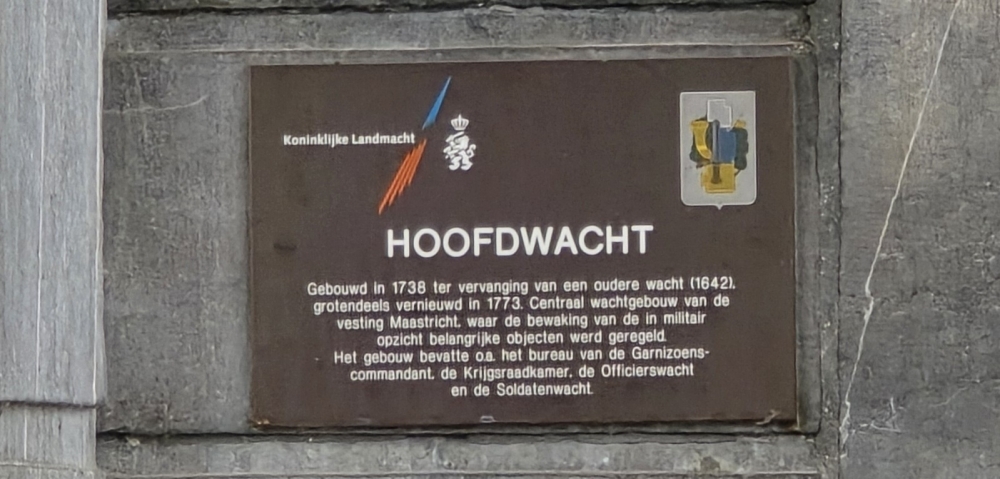 Koninklijke Landmacht
HOOFDWACHT
Gebouwd in 1738 ter vervanging van een oudere wacht (1642),
grotendeels vernieuwd in 1773. Centraal wachtgebouw van de
vesting Maastricht, waar de bewaking van de in militair
opzicht belangrijke objecten werd geregeld.
Het gebouw bevatte o.a. het bureau van de Garnizoens-
commandant, de Krijgsraadkamer, de Officierswacht
en de Soldatenwacht.